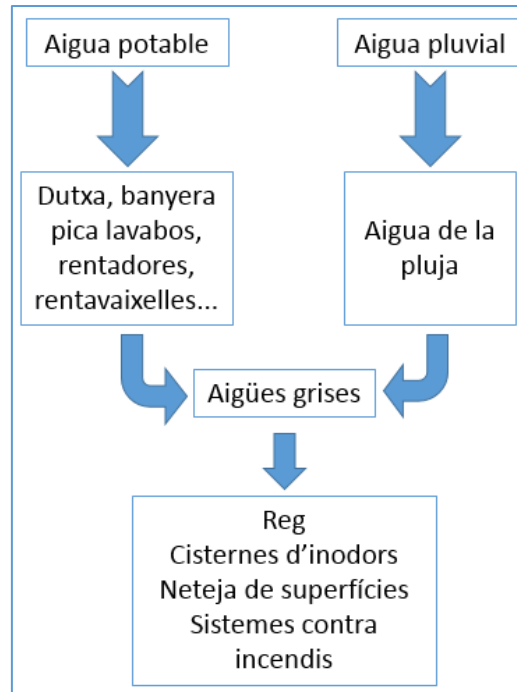 Aigua potable
Aigua pluvial
Dutxa, banyera
pica lavabos,
rentadores,
rentavaixelles...
Aigua de la
pluja
Aigües grises
Reg
Cisternes d’inodors
Neteja de superfícies
Sistemes contra
incendis